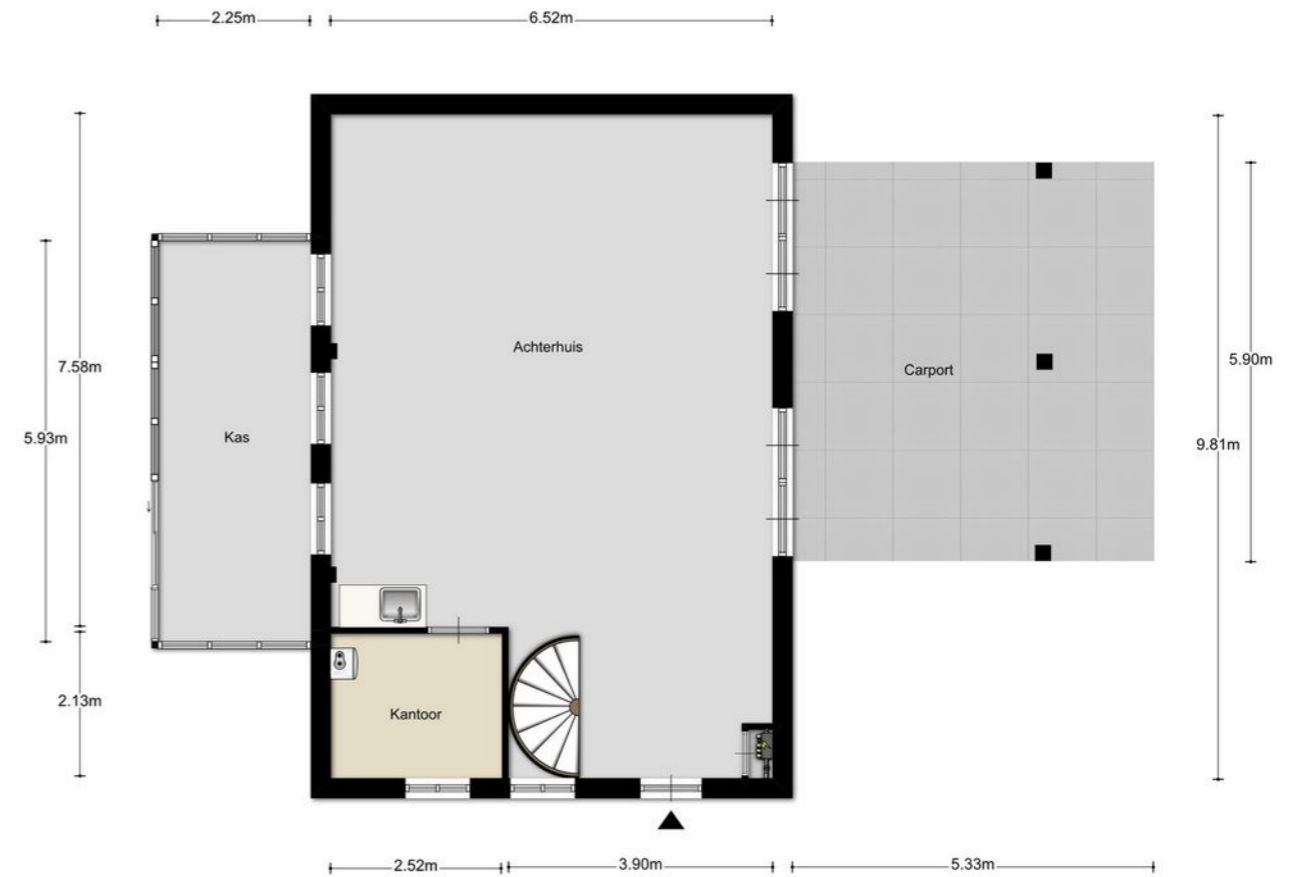 2.25m
6.52m
Achterhuis
7.58m
5.90m
Carport
Kas
5.93m
9.81m
2.13m
Kantoor
2.52m
3.90m
5.33m